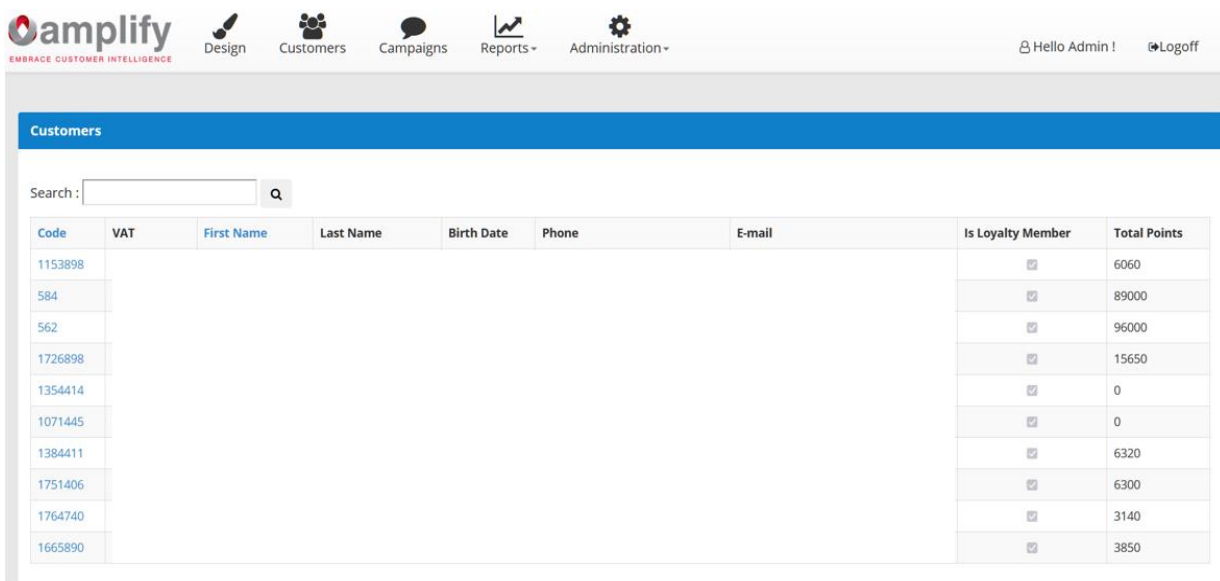 amplify
EMBRACE CUSTOMER INTELLIGENCE
Design Customers Campaigns Reports Administration Hello Admin ! Logoff
Customers
Search :
Code VAT First Name Last Name Birth Date Phone E-mail Is Loyalty Member Total Points
1153898 6060
584 89000
562 96000
1726898 15650
1354414 0
1071445 0
1384411 6320
1751406 6300
1764740 3140
1665890 3850